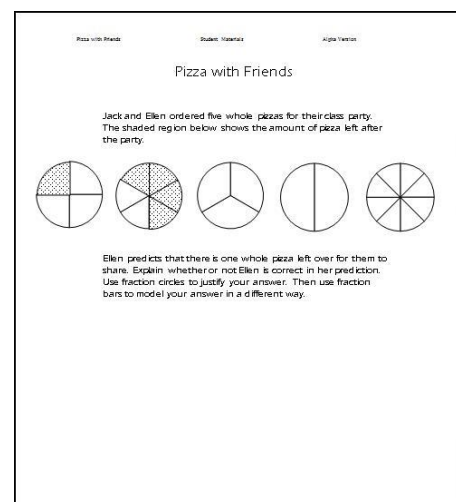 Pizza with Friends Student Materials Alpha Version
Pizza with Friends
Jack and Ellen ordered five whole pizzas for their class party.
The shaded region below shows the amount of pizza left after
the party.
Ellen predicts that there is one whole pizza left over for them to
share. Explain whether or not Ellen is correct in her prediction.
Use fraction circles to justify your answer. Then use fraction
bars to model your answer in a different way.